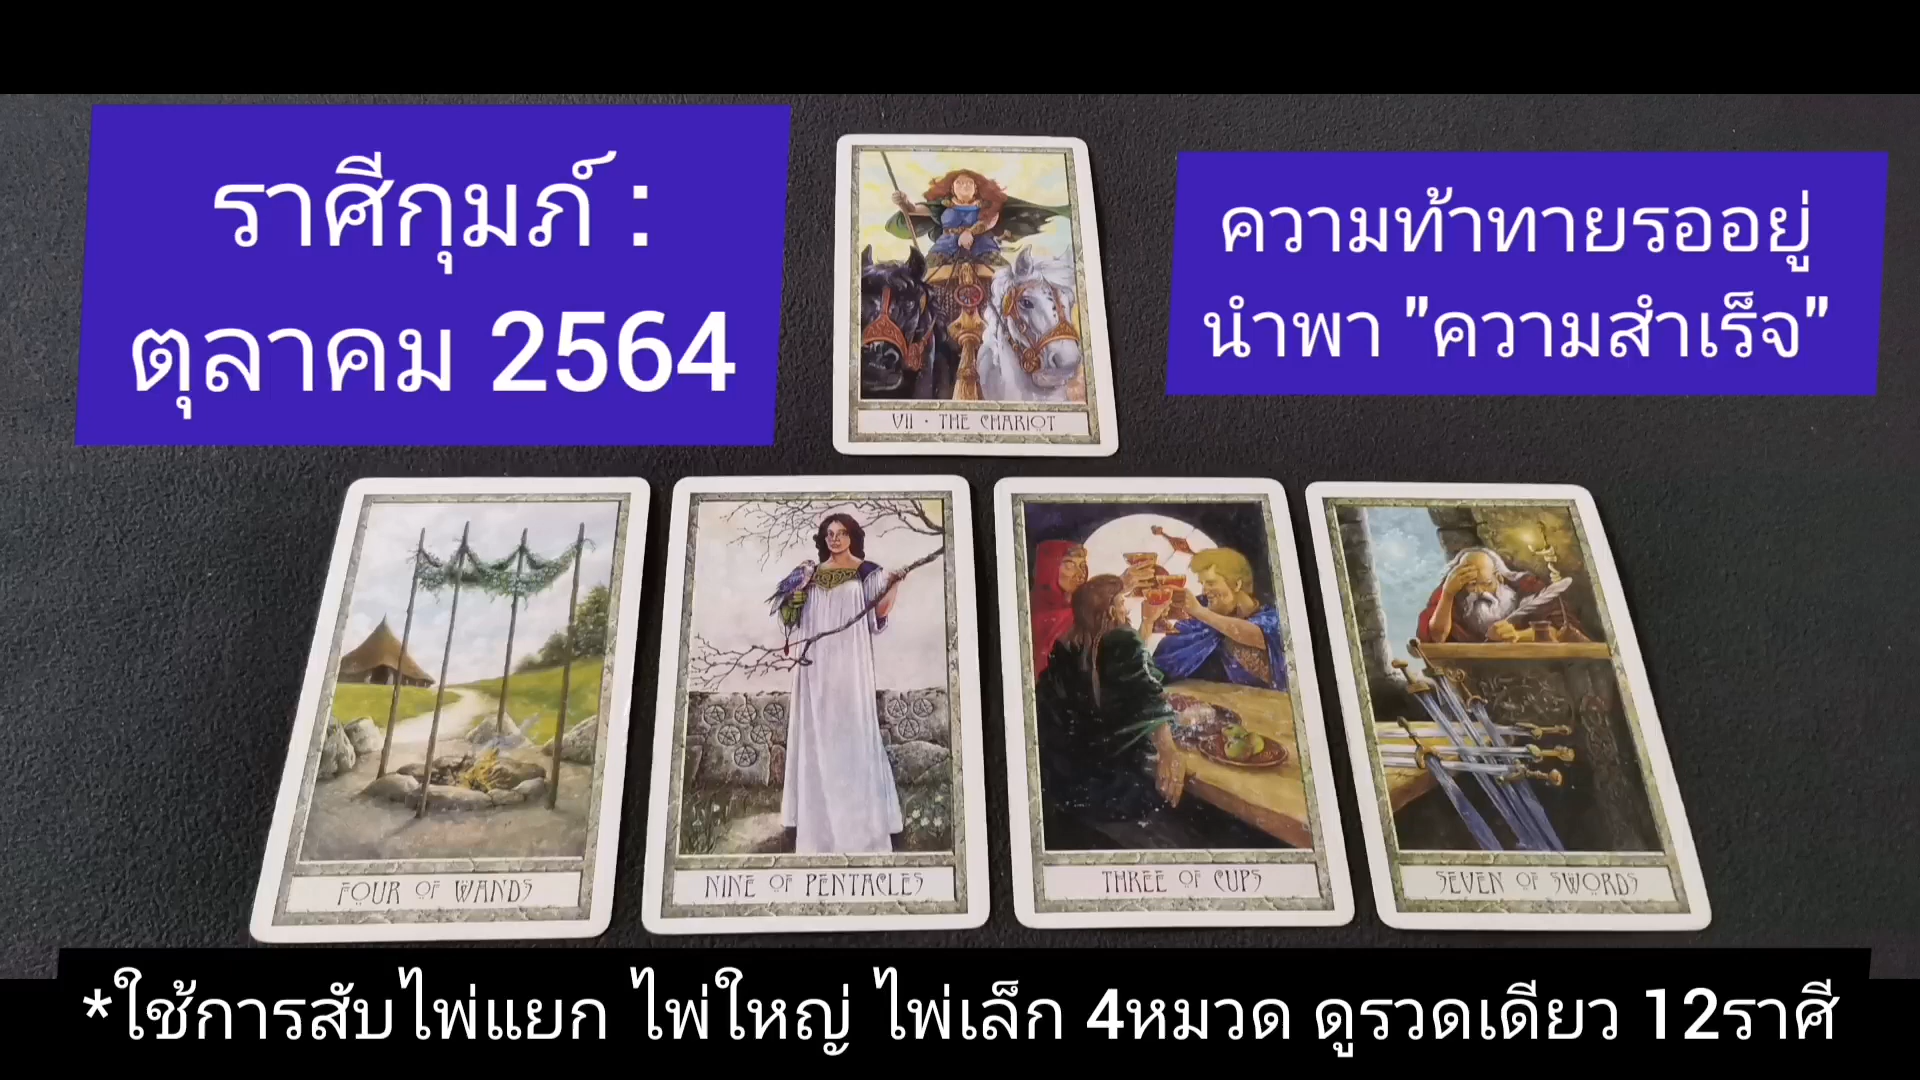 ราศีกุมภ์ :
ตุลาคม 2564
ความท้าทายรออยู่
นำพา "ความสำเร็จ"
VII • THE CHARIOT
FOUR OF WANDS
NINE OF PENTACLES
THREE OF CUPS
SEVEN OF SWORDS
*ใช้การสับไพ่แยก ไพ่ใหญ่ ไพ่เล็ก 4หมวด ดูรวดเดียว 12ราศี